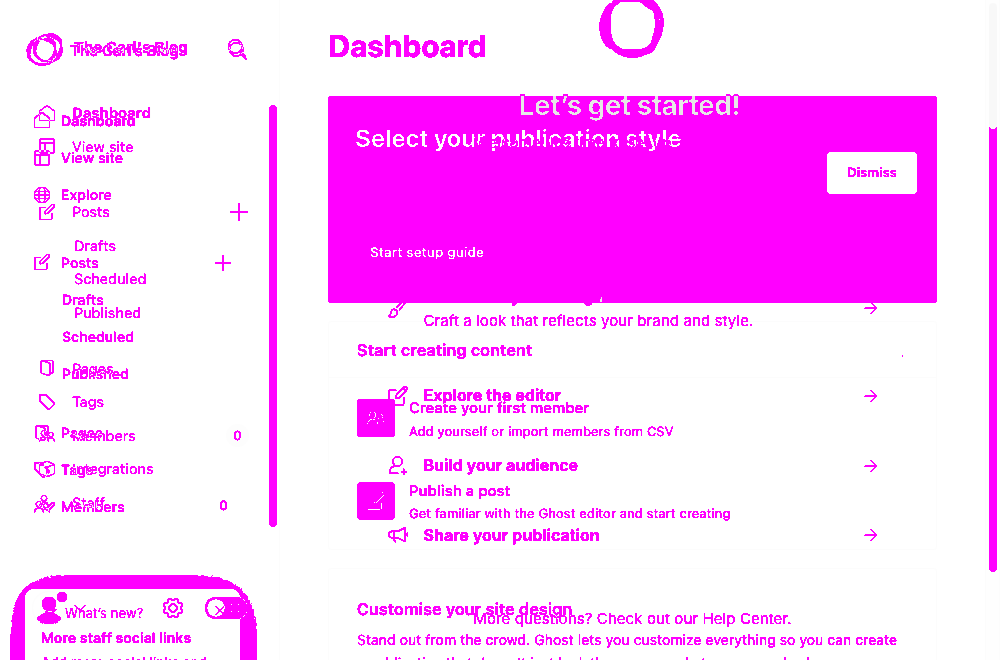 The Carl's Blog
Dashboard
Dashboard
View site
View site
Explore
Posts
Drafts
Posts
Scheduled
Drafts
Published
Scheduled
Pages
Published
Tags
Pages
Members 0
Tags
Integrations
Staff
Members 0
What's new?
More staff social links
Dashboard
Let's get started!
Select your publication style
Dismiss
Start setup guide
Craft a look that reflects your brand and style.
Start creating content
Explore the editor
Create your first member
Add yourself or import members from CSV
Build your audience
Publish a post
Get familiar with the Ghost editor and start creating
Share your publication
Customise your site design
More questions? Check out our Help Center.
Stand out from the crowd. Ghost lets you customize everything so you can create